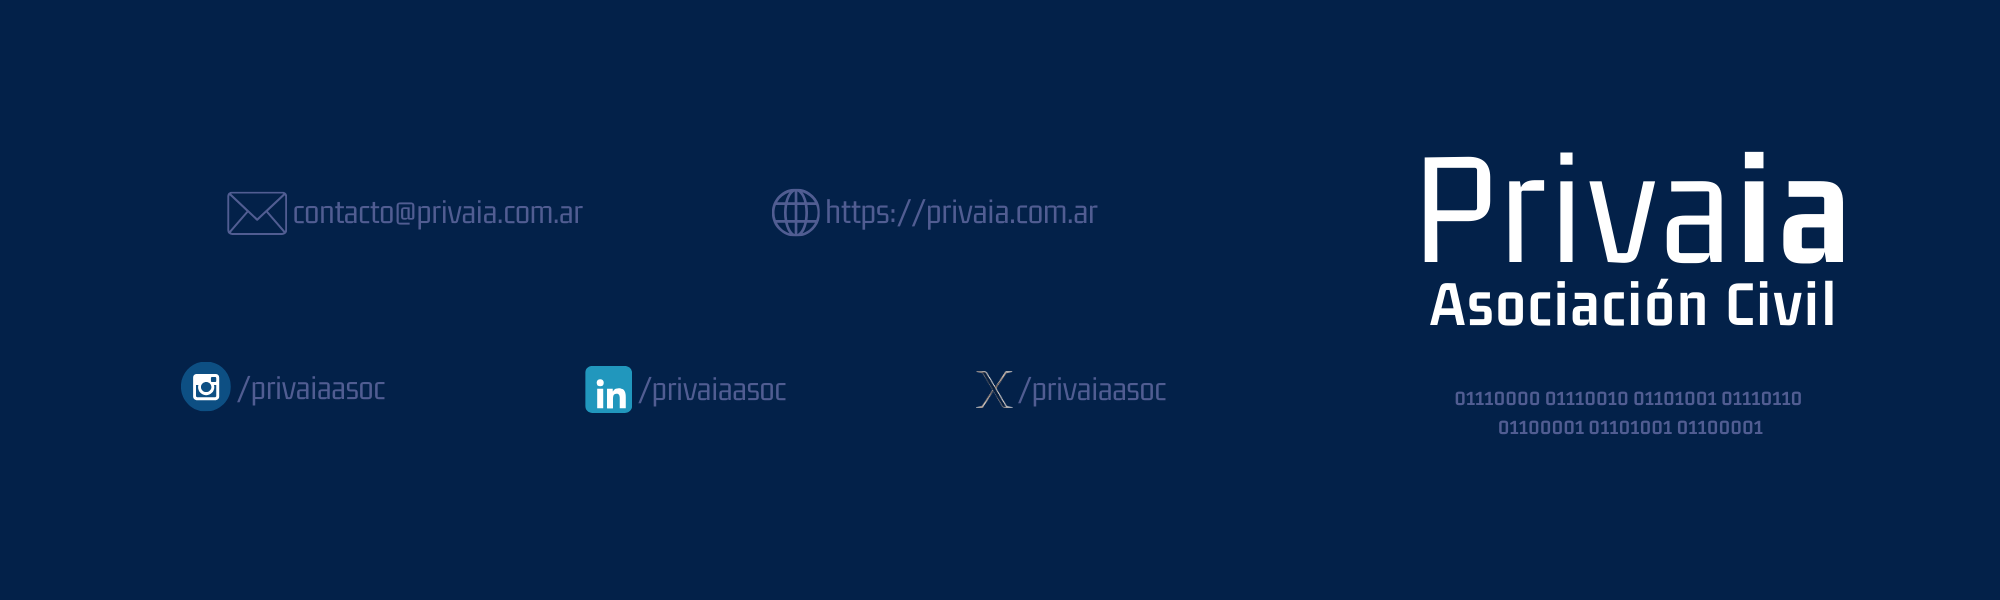 contacto@privaia.com.ar
https://privaia.com.ar
/privaiaasoc
in /privaiaasoc
X /privaiaasoc
Privaia
Asociación Civil
01110000 01110010 01101001 01110110
01100001 01101001 01100001